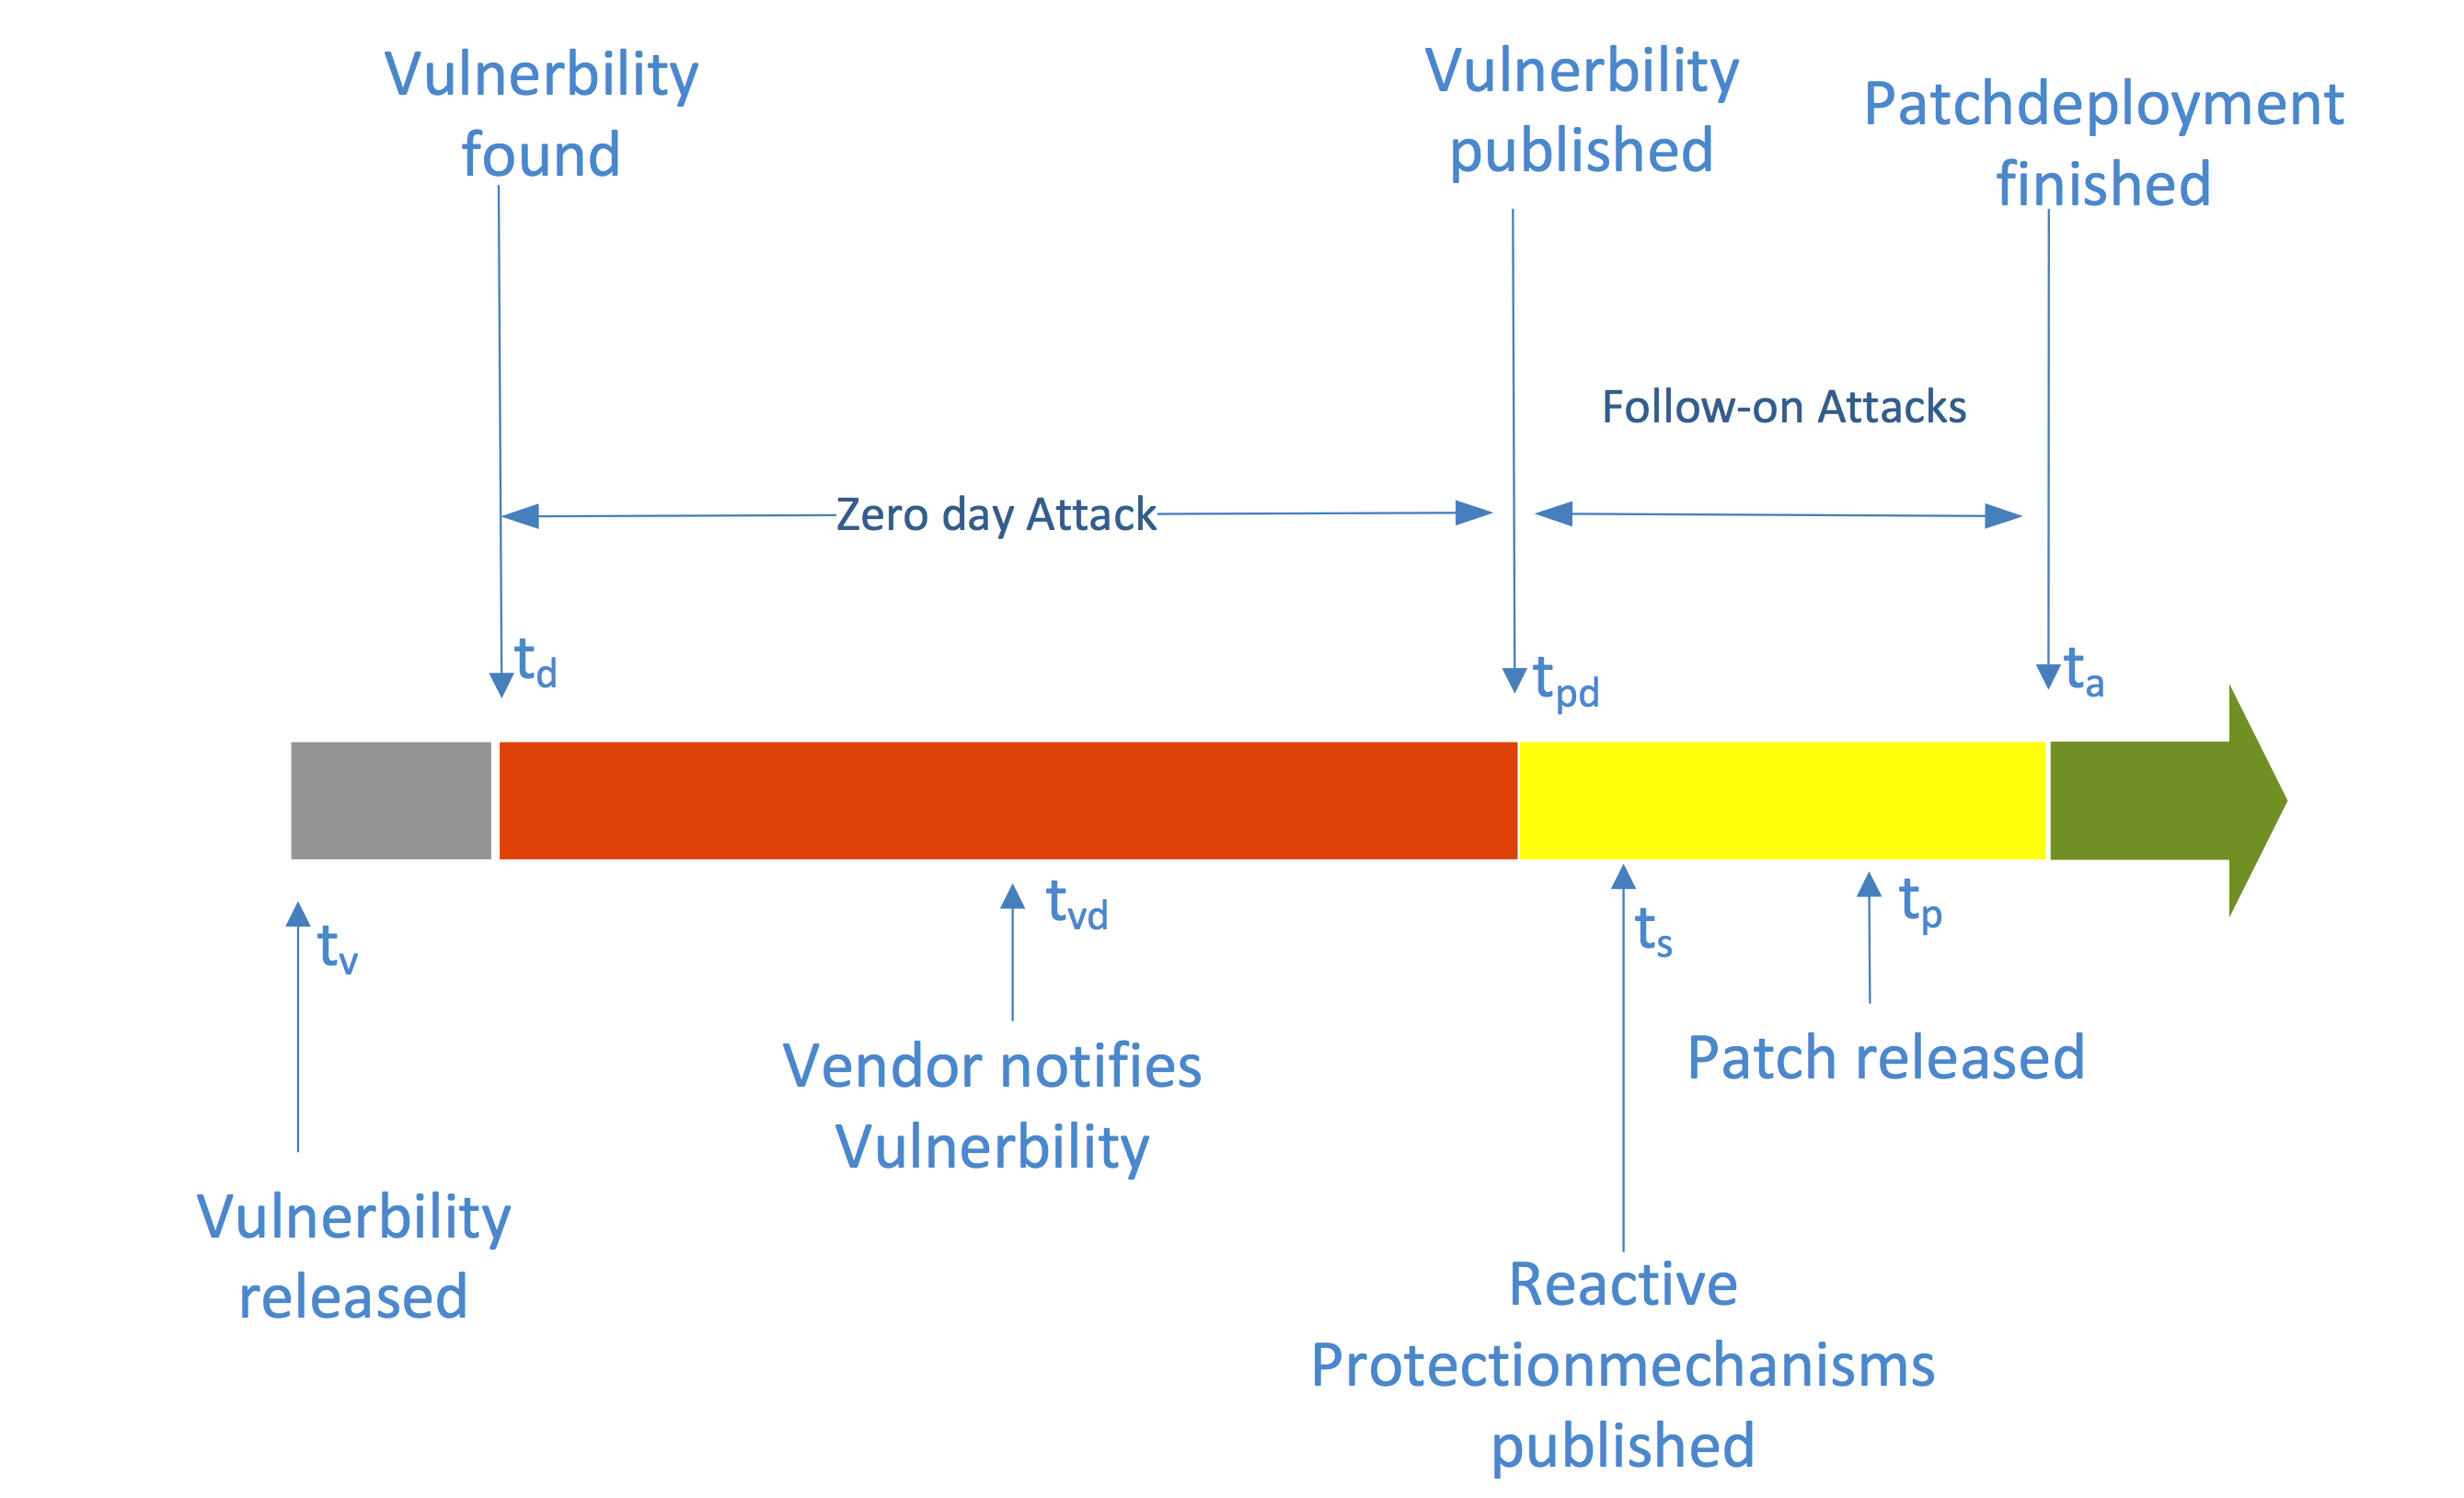 Vulnerbility
found
Vulnerbility
published
Patchdeployment
finished
Follow-on Attacks
Zero day Attack
td
tpd
ta
tv
tvd
ts
tp
Vendor notifies
Vulnerbility
Patch released
Vulnerbility
released
Reactive
Protectionmechanisms
published